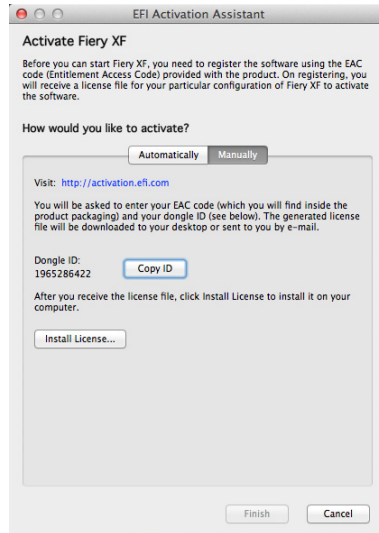 EFI Activation Assistant
Activate Fiery XF
Before you can start Fiery XF, you need to register the software using the EAC
code (Entitlement Access Code) provided with the product. On registering, you
will receive a license file for your particular configuration of Fiery XF to activate
the software.
How would you like to activate?
Automatically Manually
Visit: http://activation.efi.com
You will be asked to enter your EAC code (which you will find inside the
product packaging) and your dongle ID (see below). The generated license
file will be downloaded to your desktop or sent to you by e-mail.
Dongle ID:
1965286422 Copy ID
After you receive the license file, click Install License to install it on your
computer.
Install License...
Finish Cancel